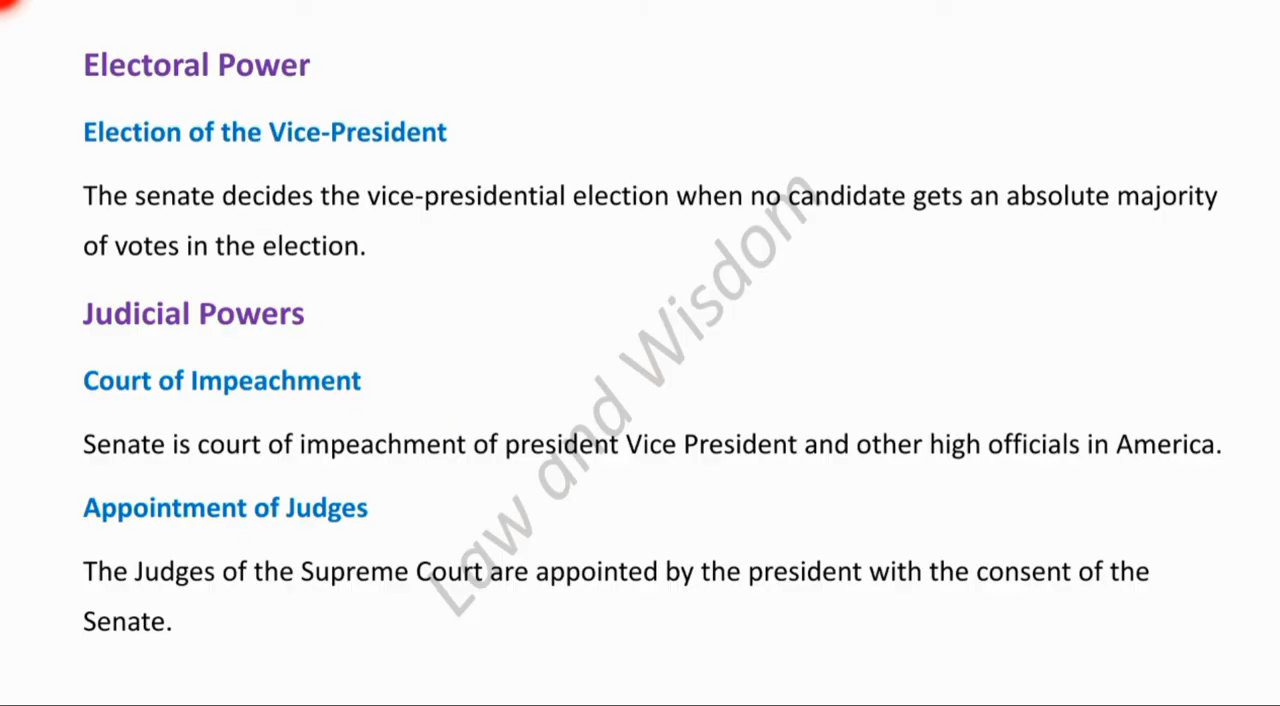 Electoral Power
Election of the Vice-President
The senate decides the vice-presidential election when no candidate gets an absolute majority
of votes in the election.
Judicial Powers
Court of Impeachment
Senate is court of impeachment of president Vice President and other high officials in America.
Appointment of Judges
The Judges of the Supreme Court are appointed by the president with the consent of the
Senate.
Law and Wisdom